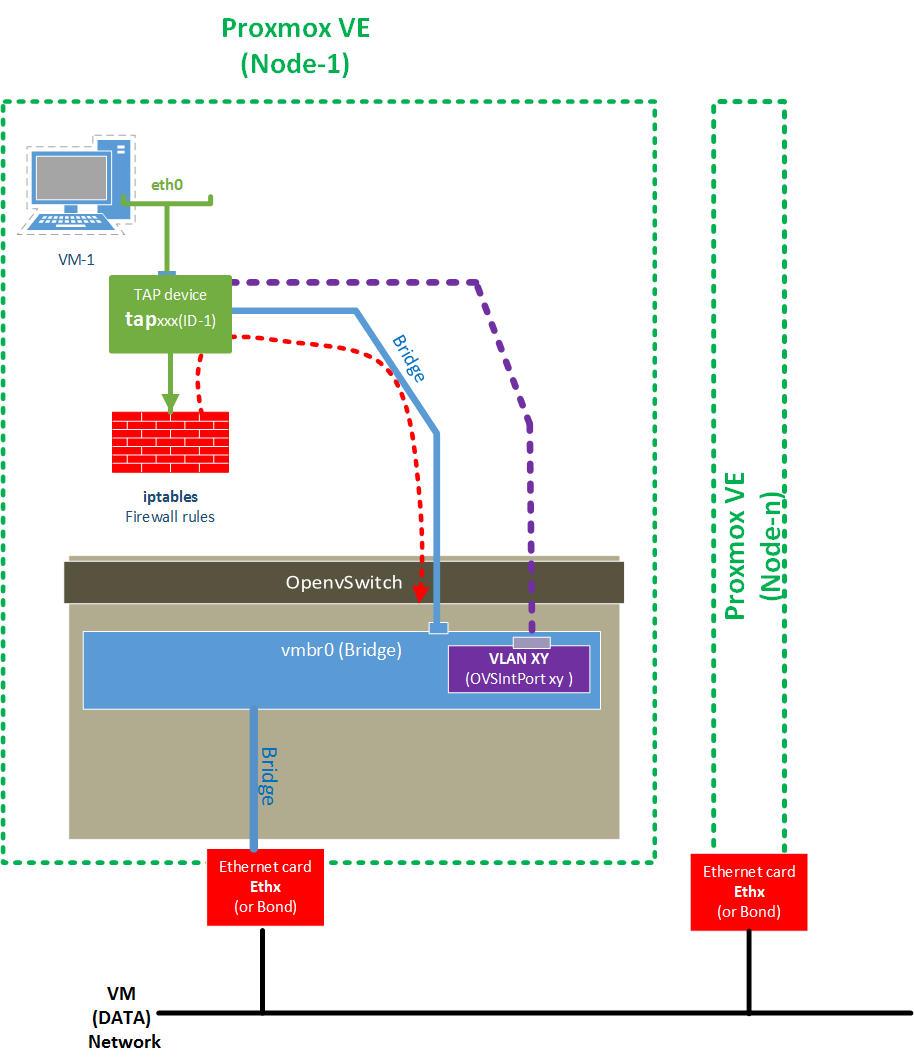 Proxmox VE
(Node-1)
eth0
VM-1
TAP device
tapxxx(ID-1)
Bridge
iptables
Firewall rules
OpenvSwitch
vmbr0 (Bridge)
VLAN XY
(OVSIntPort xy )
Bridge
Ethernet card
Ethx
(or Bond)
Proxmox VE
(Node-n)
Ethernet card
Ethx
(or Bond)
VM
(DATA)
Network